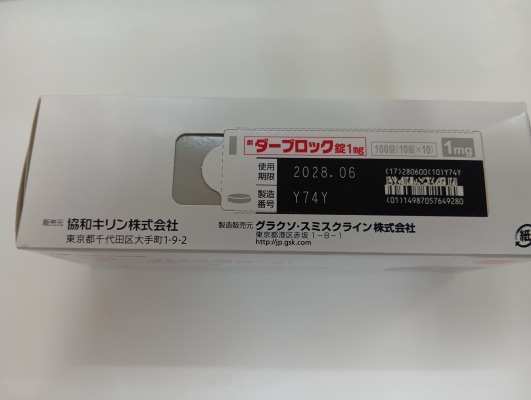 劇 ダーブロック錠1mg 100錠(10錠×10) 1mg
使用期限 2028.06 (17)280600(10)Y74Y
製造番号 Y74Y (01)14987057649280
販売元 協和キリン株式会社
東京都千代田区大手町1-9-2
製造販売元 グラクソ・スミスクライン株式会社
東京都港区赤坂1-8-1
http://jp.gsk.com
紙